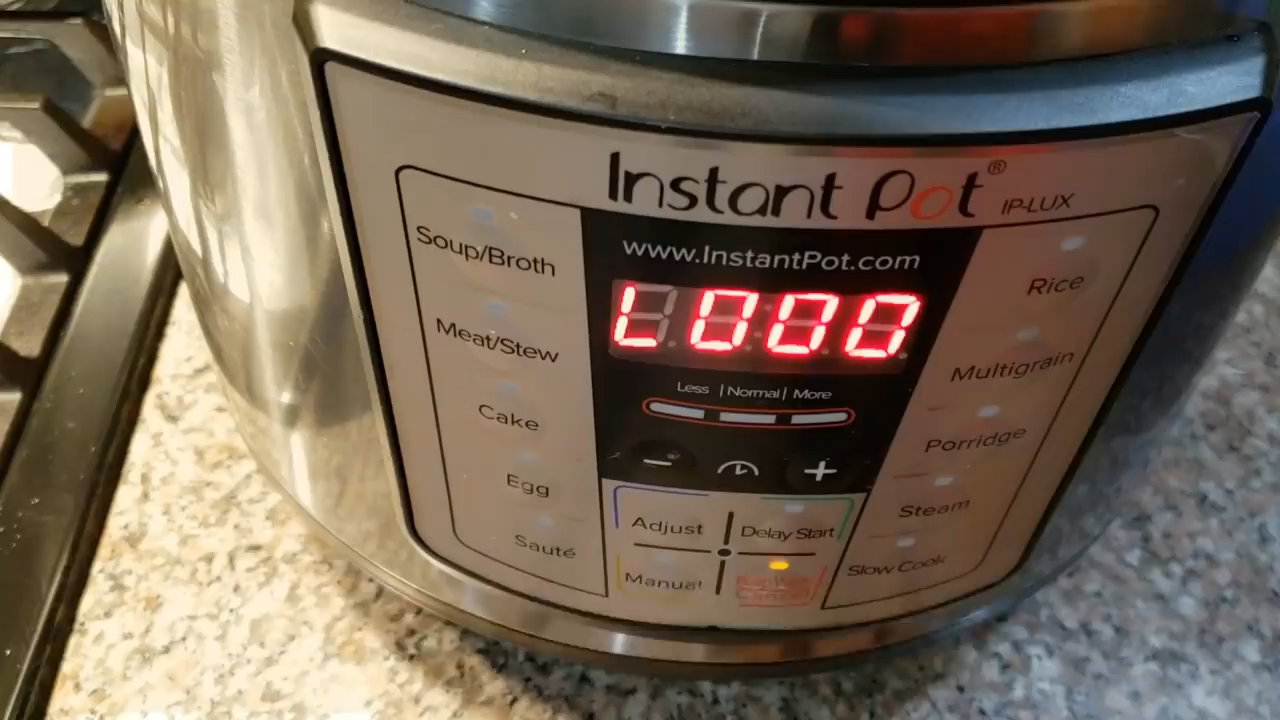 Instant Pot® IP-LUX
www.InstantPot.com
L000
Less | Normal | More
− +
Soup/Broth
Meat/Stew
Cake
Egg
Sauté
Adjust
Delay Start
Manual
Cancel
Rice
Multigrain
Porridge
Steam
Slow Cook